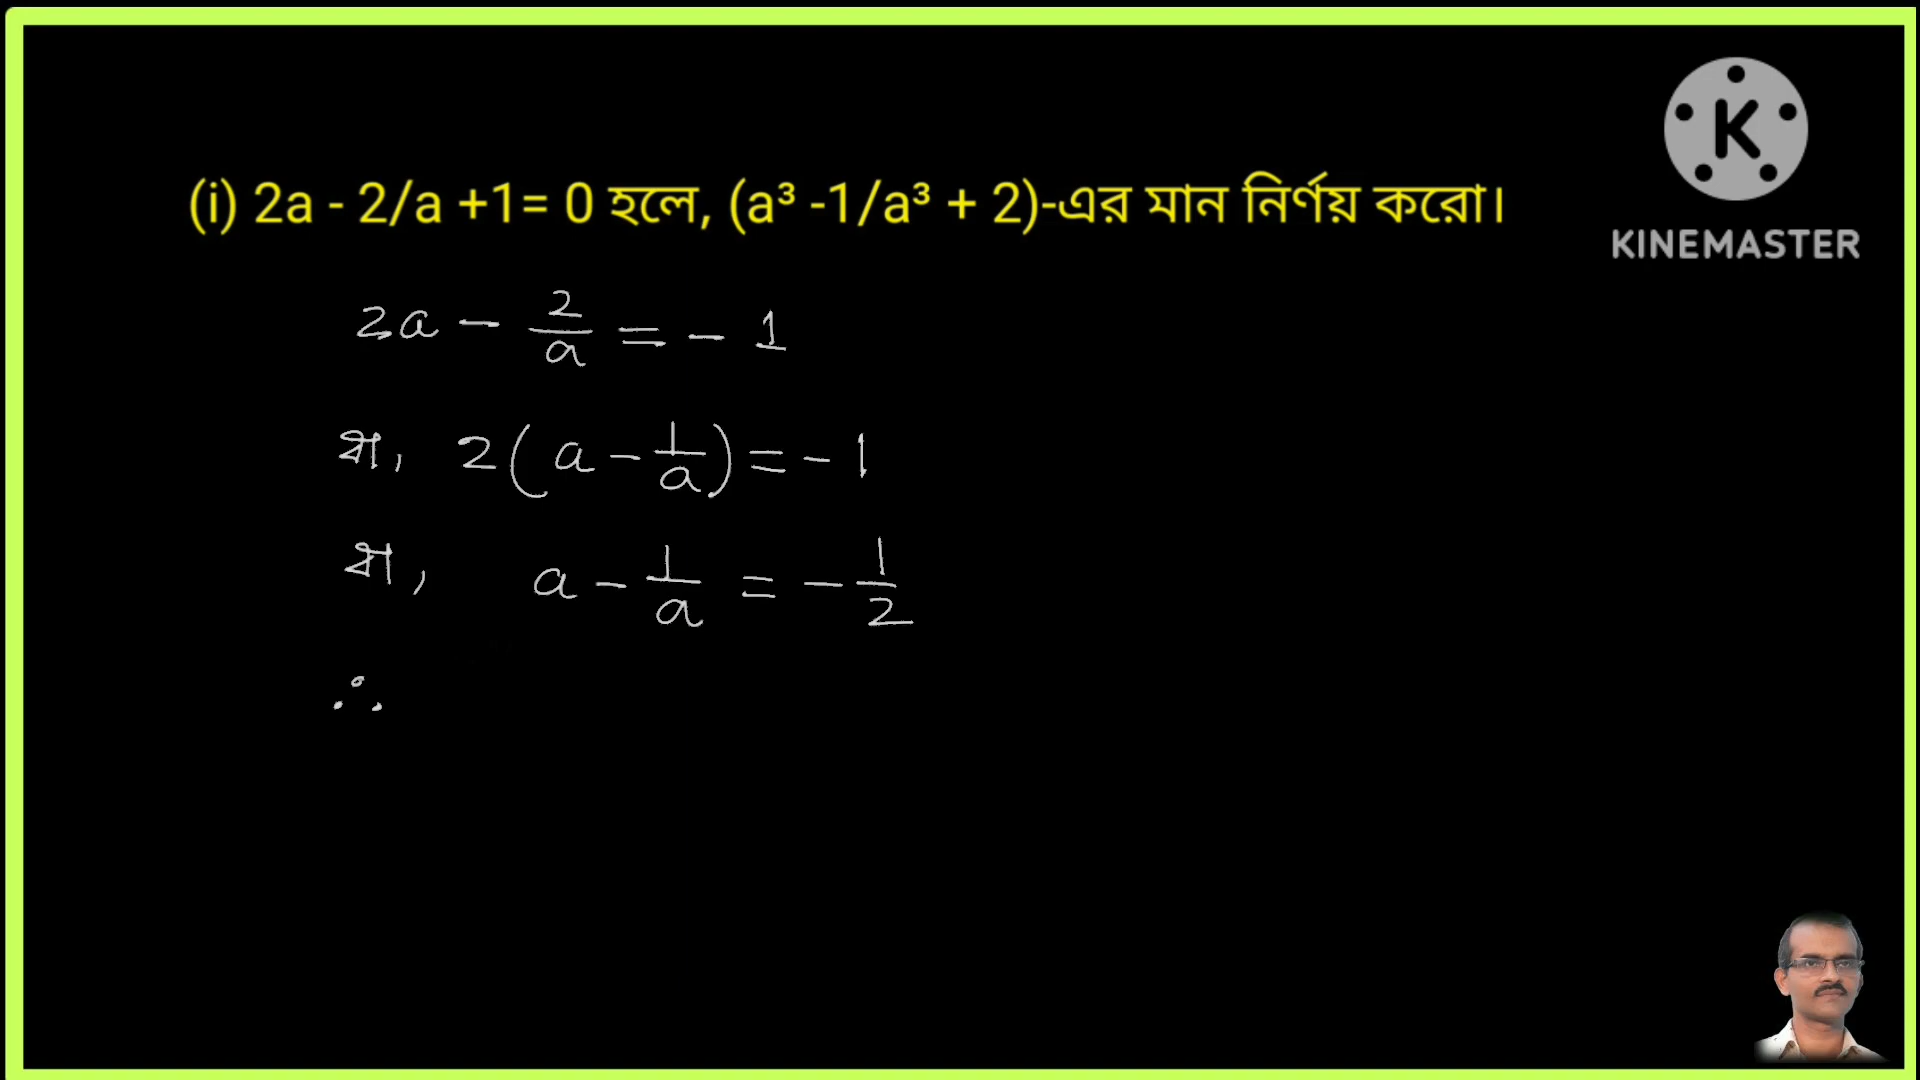 (i) 2a - 2/a +1= 0 হলে, (a³ -1/a³ + 2)-এর মান নির্ণয় করো।
KINEMASTER
2a - 2/a = - 1
বা, 2(a - 1/a) = - 1
বা, a - 1/a = - 1/2
∴